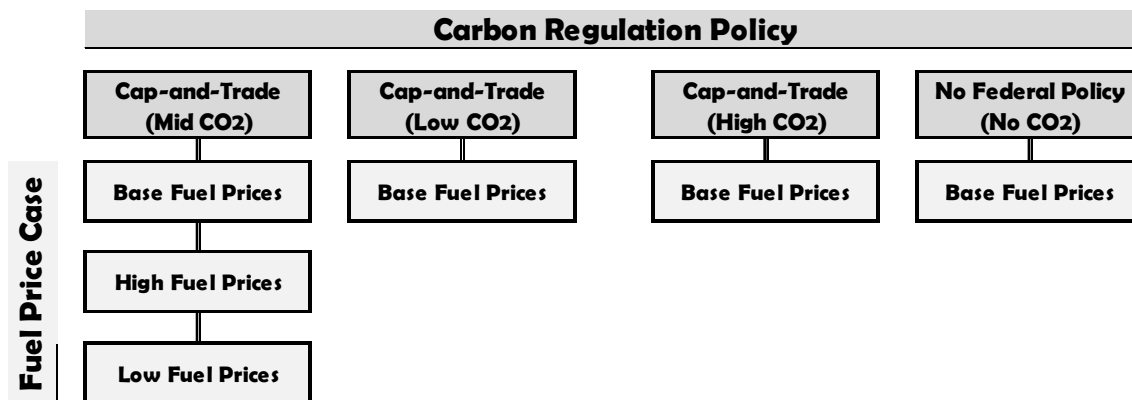 Carbon Regulation Policy
Cap-and-Trade
(Mid CO2)
Cap-and-Trade
(Low CO2)
Cap-and-Trade
(High CO2)
No Federal Policy
(No CO2)
Fuel Price Case
Base Fuel Prices
Base Fuel Prices
Base Fuel Prices
Base Fuel Prices
High Fuel Prices
Low Fuel Prices